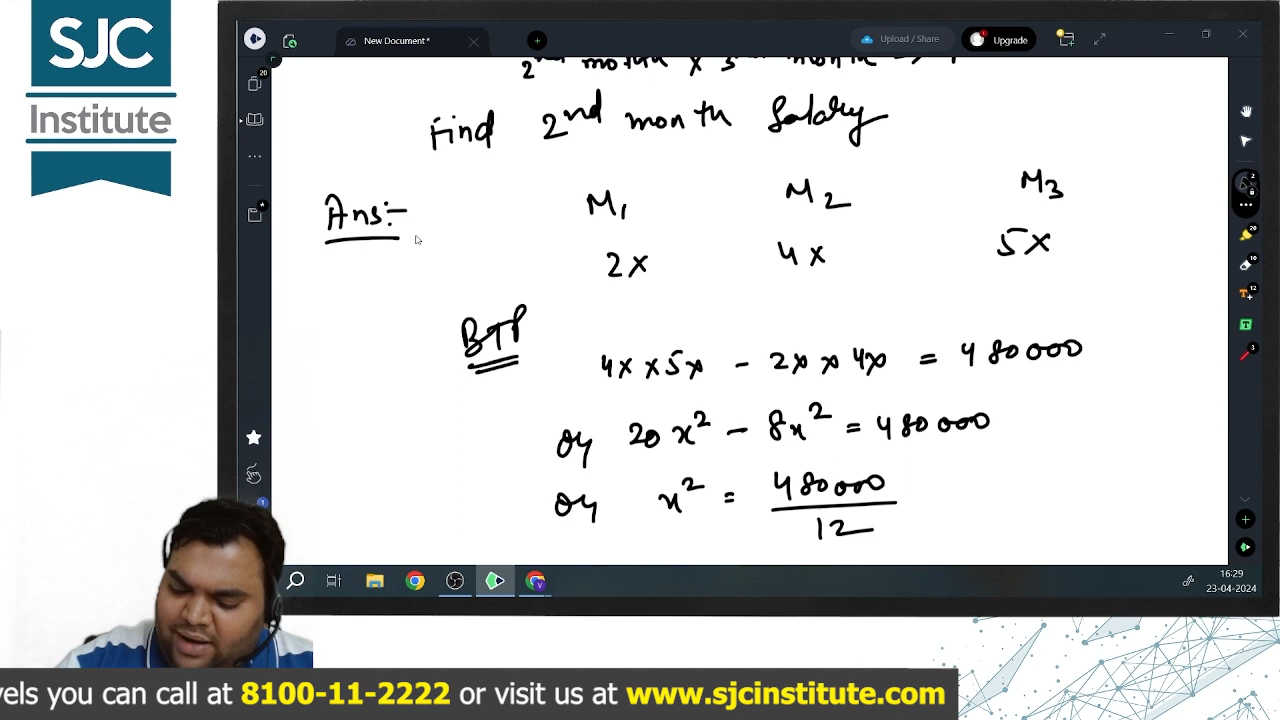 SJC
Institute
New Document*
Upload / Share
Upgrade
Find 2nd month Salary
Ans:-
M1 M2 M3
2x 4x 5x
BTP
4x x 5x - 2x x 4x = 480000
or 20x² - 8x² = 480000
or x² = 480000
12
16:29
23-04-2024
vels you can call at 8100-11-2222 or visit us at www.sjcinstitute.com